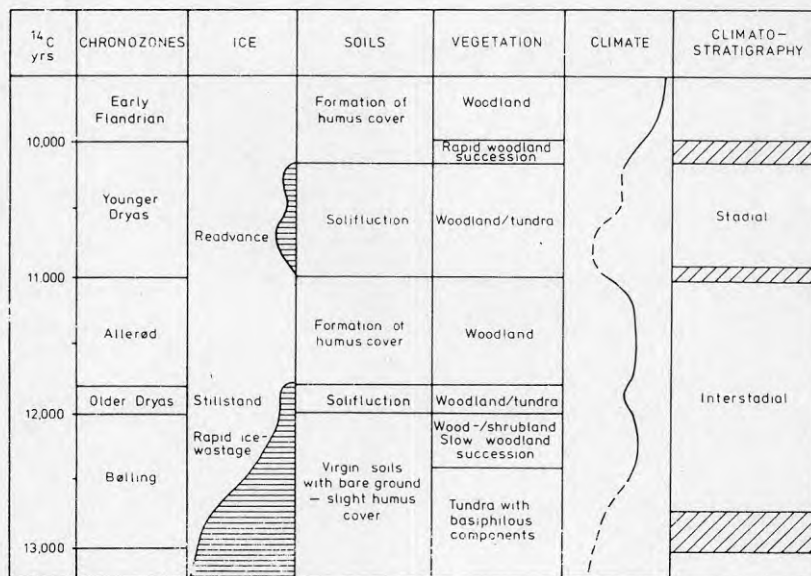 14C
yrs
CHRONOZONES
ICE
SOILS
VEGETATION
CLIMATE
CLIMATO-
STRATIGRAPHY
10,000
11,000
12,000
13,000
Early
Flandrian
Younger
Dryas
Allerød
Older Dryas
Bølling
Readvance
Stillstand
Rapid ice-
wastage
Formation of
humus cover
Solifluction
Formation of
humus cover
Solifluction
Virgin soils
with bare ground
– slight humus
cover
Woodland
Rapid woodland
succession
Woodland/tundra
Woodland
Woodland/tundra
Wood-/shrubland
Slow woodland
succession
Tundra with
basiphilous
components
Stadial
Interstadial